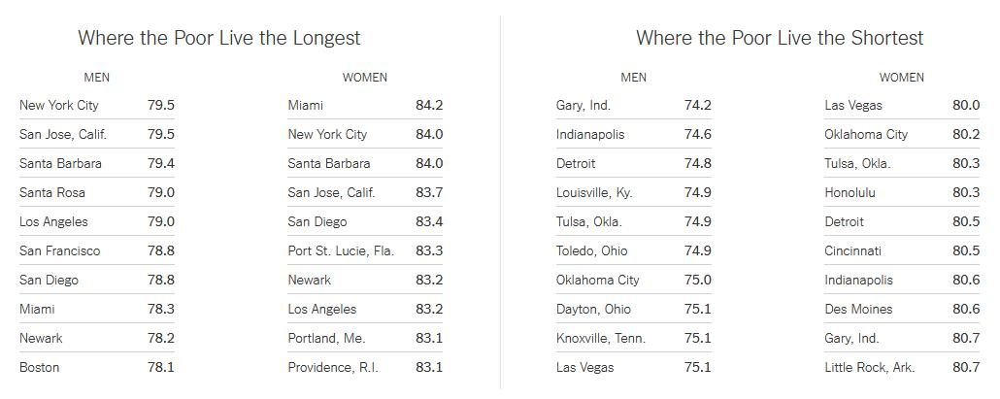 Where the Poor Live the Longest
MEN
New York City 79.5
San Jose, Calif. 79.5
Santa Barbara 79.4
Santa Rosa 79.0
Los Angeles 79.0
San Francisco 78.8
San Diego 78.8
Miami 78.3
Newark 78.2
Boston 78.1
WOMEN
Miami 84.2
New York City 84.0
Santa Barbara 84.0
San Jose, Calif. 83.7
San Diego 83.4
Port St. Lucie, Fla. 83.3
Newark 83.2
Los Angeles 83.2
Portland, Me. 83.1
Providence, R.I. 83.1
Where the Poor Live the Shortest
MEN
Gary, Ind. 74.2
Indianapolis 74.6
Detroit 74.8
Louisville, Ky. 74.9
Tulsa, Okla. 74.9
Toledo, Ohio 74.9
Oklahoma City 75.0
Dayton, Ohio 75.1
Knoxville, Tenn. 75.1
Las Vegas 75.1
WOMEN
Las Vegas 80.0
Oklahoma City 80.2
Tulsa, Okla. 80.3
Honolulu 80.3
Detroit 80.5
Cincinnati 80.5
Indianapolis 80.6
Des Moines 80.6
Gary, Ind. 80.7
Little Rock, Ark. 80.7